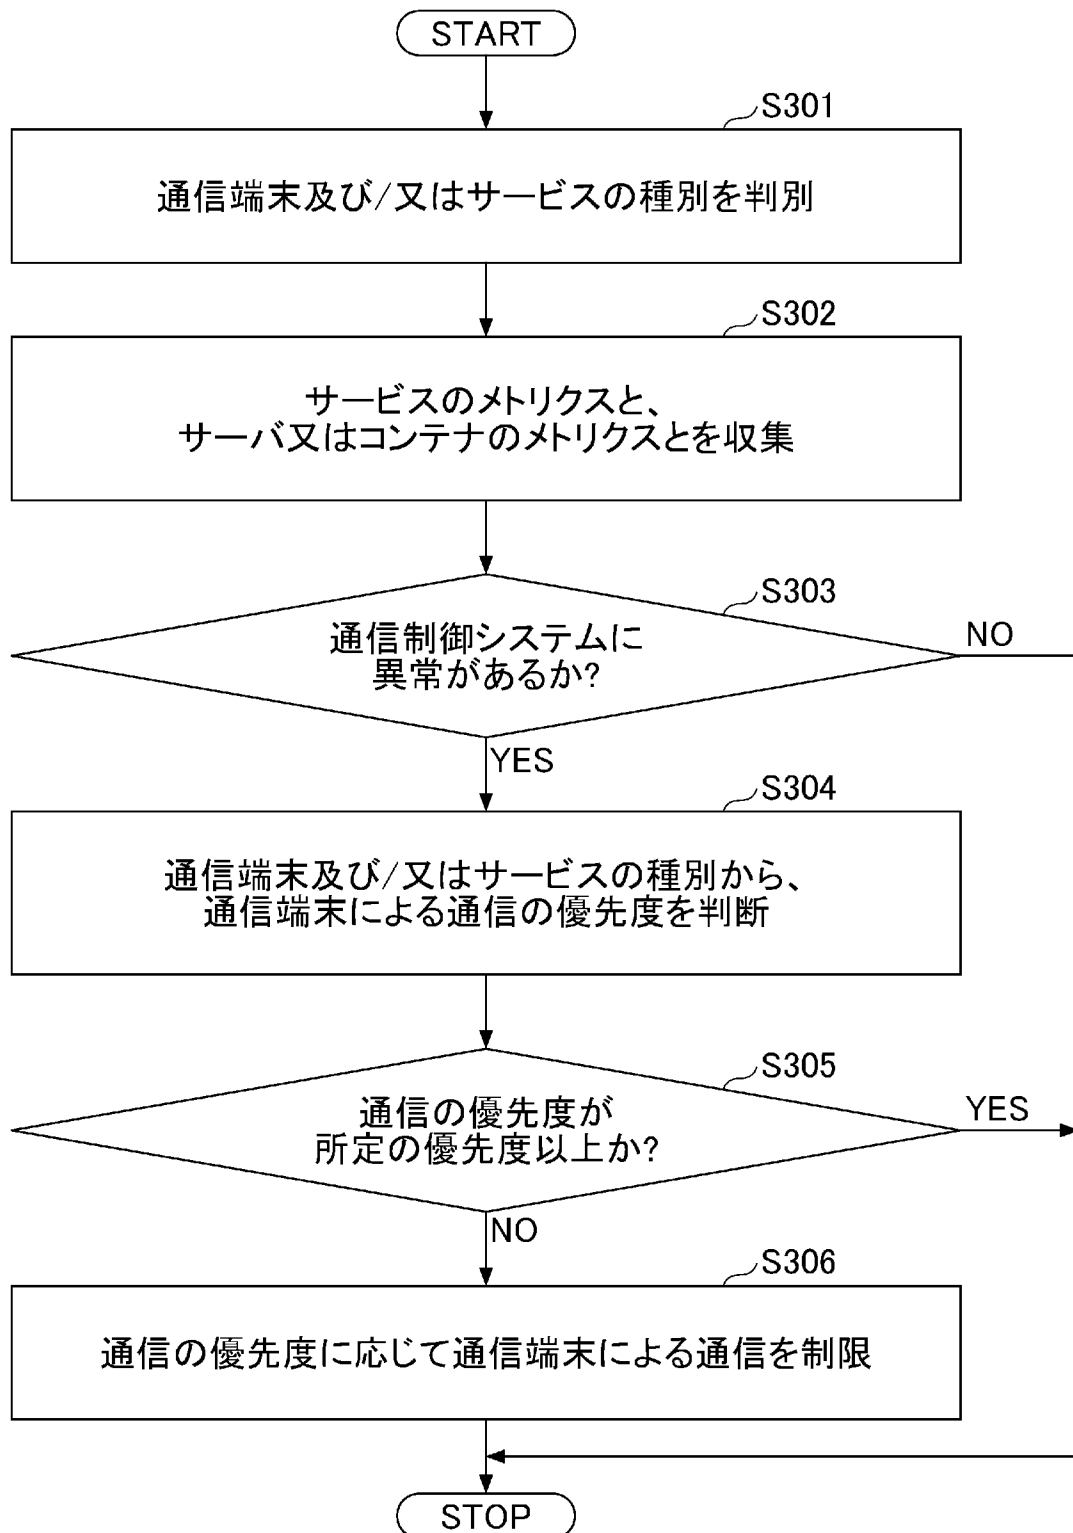 START
S301
通信端末及び/又はサービスの種別を判別
S302
サービスのメトリクスと、
サーバ又はコンテナのメトリクスとを収集
S303
通信制御システムに
異常があるか?
NO
YES
S304
通信端末及び/又はサービスの種別から、
通信端末による通信の優先度を判断
S305
通信の優先度が
所定の優先度以上か?
YES
NO
S306
通信の優先度に応じて通信端末による通信を制限
STOP